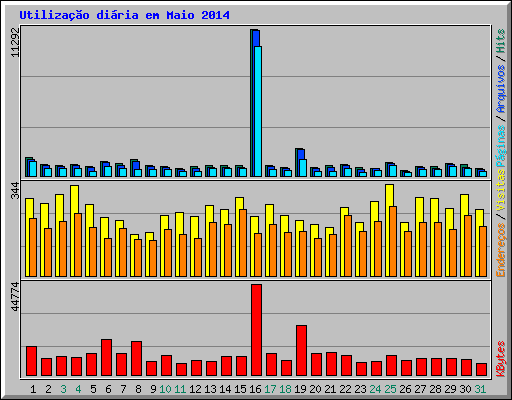 Utilização diária em Maio 2014
11292
344
44774
Endereços / Visitas Páginas / Arquivos / Hits
KBytes
1 2 3 4 5 6 7 8 9 10 11 12 13 14 15 16 17 18 19 20 21 22 23 24 25 26 27 28 29 30 31